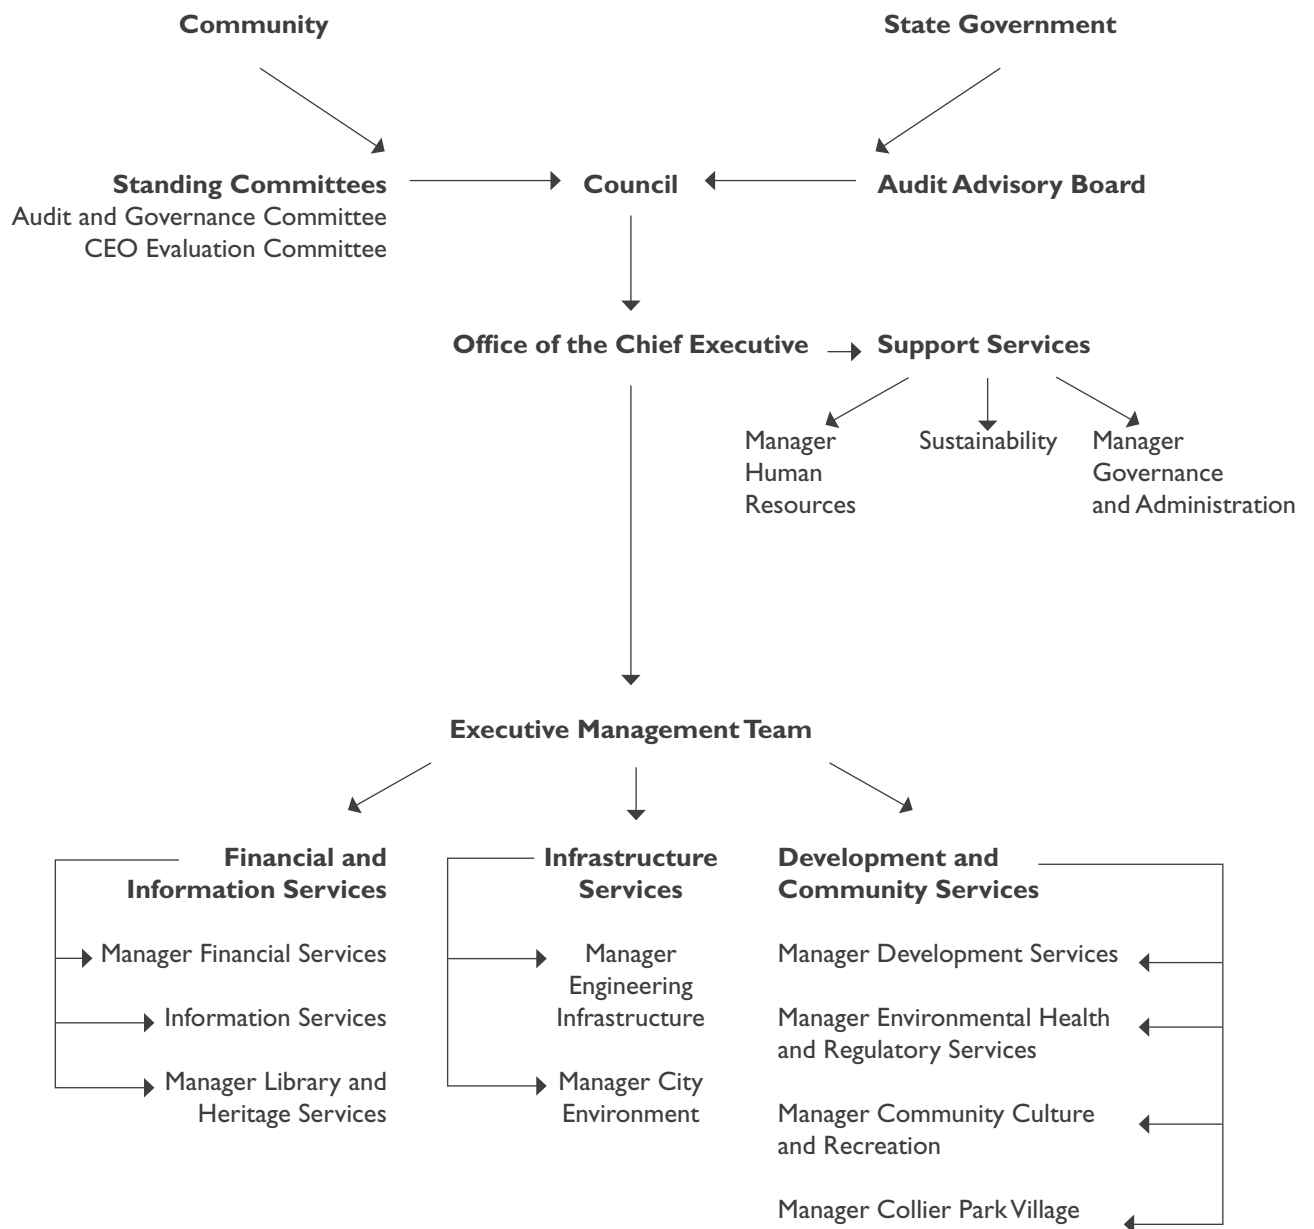 Community
State Government
Standing Committees
Audit and Governance Committee
CEO Evaluation Committee
Council
Audit Advisory Board
Office of the Chief Executive
Support Services
Manager
Human
Resources
Sustainability
Manager
Governance
and Administration
Executive Management Team
Financial and
Information Services
Manager Financial Services
Information Services
Manager Library and
Heritage Services
Infrastructure
Services
Manager
Engineering
Infrastructure
Manager City
Environment
Development and
Community Services
Manager Development Services
Manager Environmental Health
and Regulatory Services
Manager Community Culture
and Recreation
Manager Collier Park Village